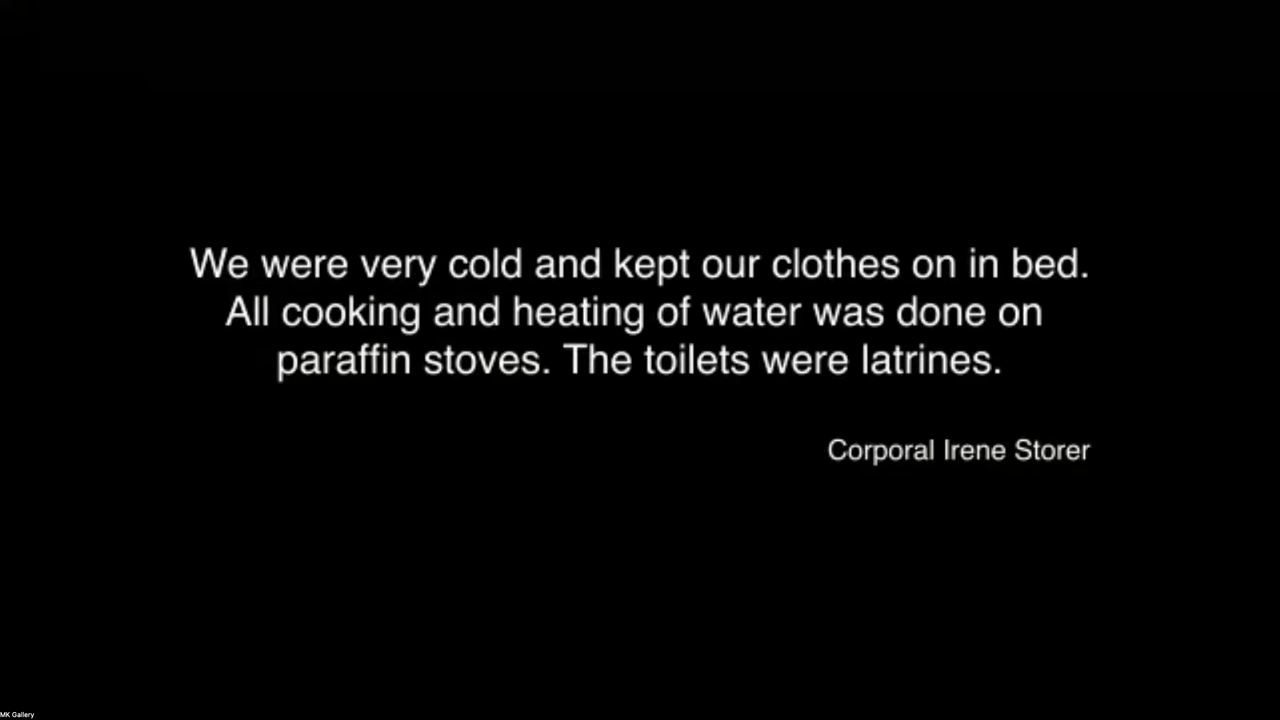 We were very cold and kept our clothes on in bed.
All cooking and heating of water was done on
paraffin stoves. The toilets were latrines.
Corporal Irene Storer
MK Gallery